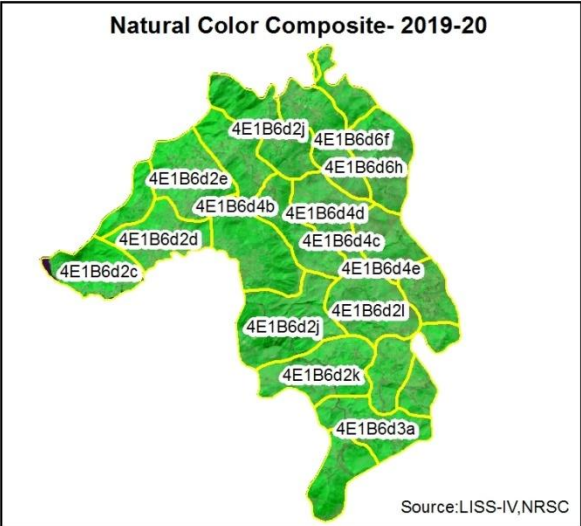 Natural Color Composite- 2019-20
4E1B6d2j
4E1B6d6f
4E1B6d6h
4E1B6d2e
4E1B6d4b
4E1B6d4d
4E1B6d2d
4E1B6d4c
4E1B6d2c
4E1B6d4e
4E1B6d2l
4E1B6d2j
4E1B6d2k
4E1B6d3a
Source:LISS-IV,NRSC